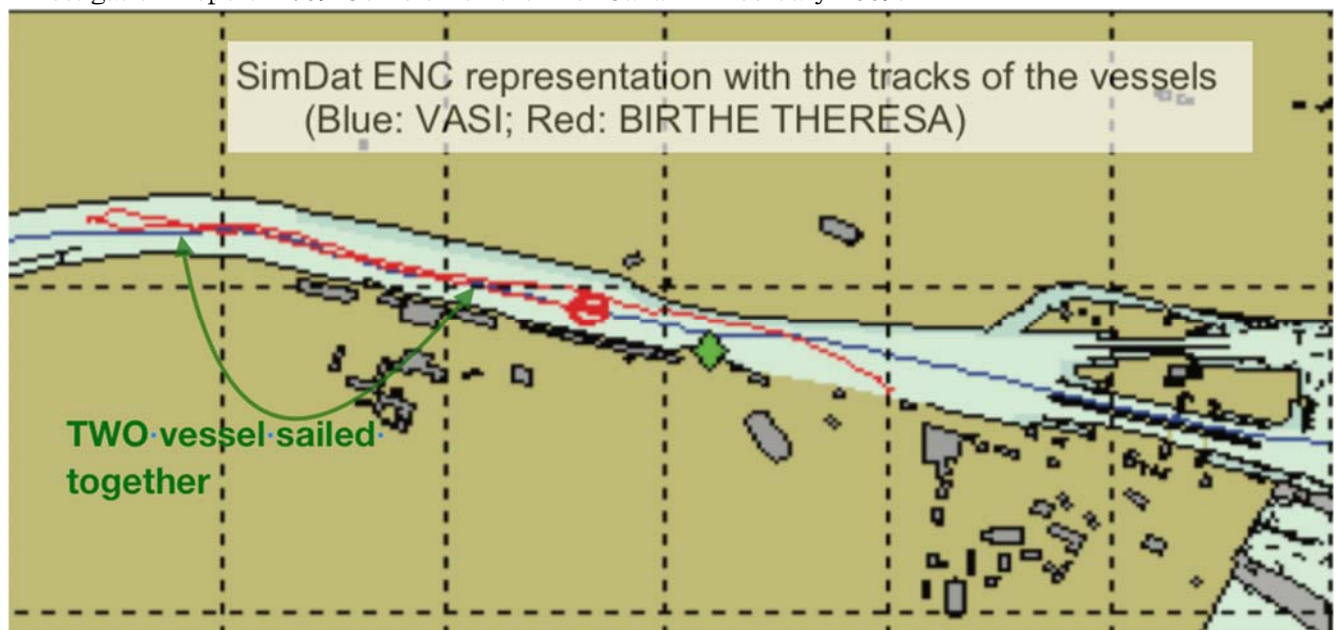 SimDat ENC representation with the tracks of the vessels
(Blue: VASI; Red: BIRTHE THERESA)
TWO·vessel·sailed·
together